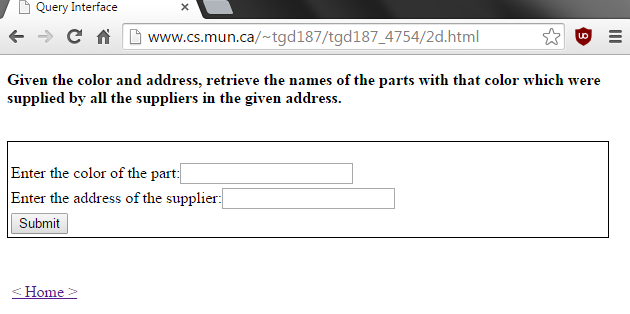 Query Interface
www.cs.mun.ca/~tgd187/tgd187_4754/2d.html
Given the color and address, retrieve the names of the parts with that color which were
supplied by all the suppliers in the given address.
Enter the color of the part:
Enter the address of the supplier:
Submit
< Home >